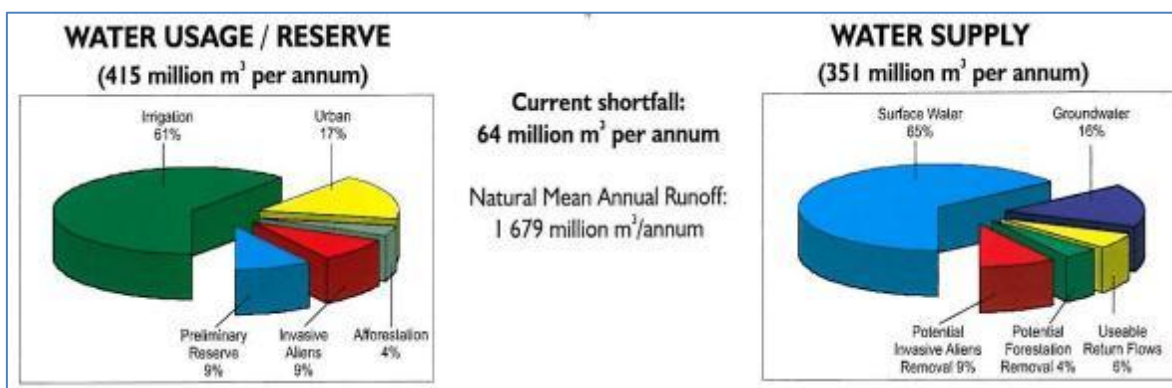 WATER USAGE / RESERVE
(415 million m³ per annum)
Irrigation
61%
Urban
17%
Preliminary
Reserve
9%
Invasive
Aliens
9%
Afforestation
4%
Current shortfall:
64 million m³ per annum
Natural Mean Annual Runoff:
1 679 million m³/annum
WATER SUPPLY
(351 million m³ per annum)
Surface Water
65%
Groundwater
16%
Potential
Invasive Aliens
Removal 9%
Potential
Forestation
Removal 4%
Useable
Return Flows
6%